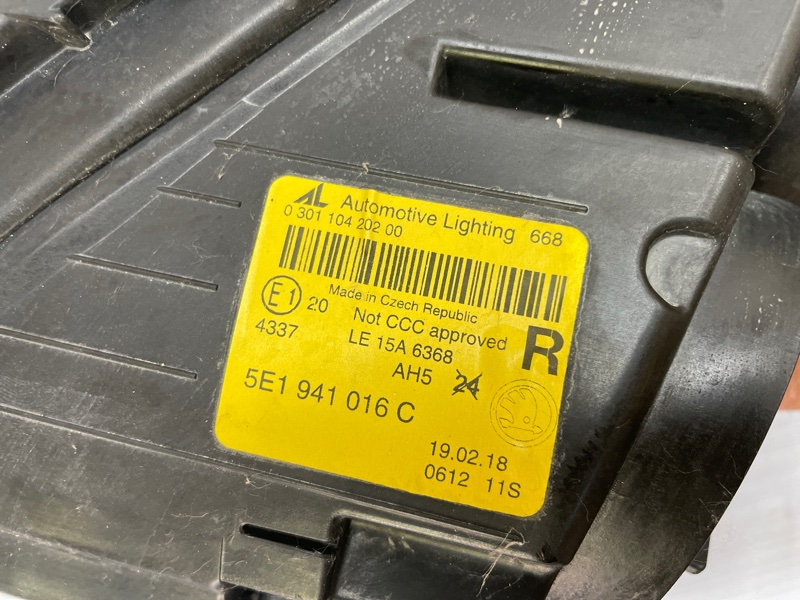 AL Automotive Lighting 668
0 301 104 202 00
Made in Czech Republic
E1 20 Not CCC approved
4337 LE 15A 6368 R
AH5 24
5E1 941 016 C
19.02.18
0612 11S